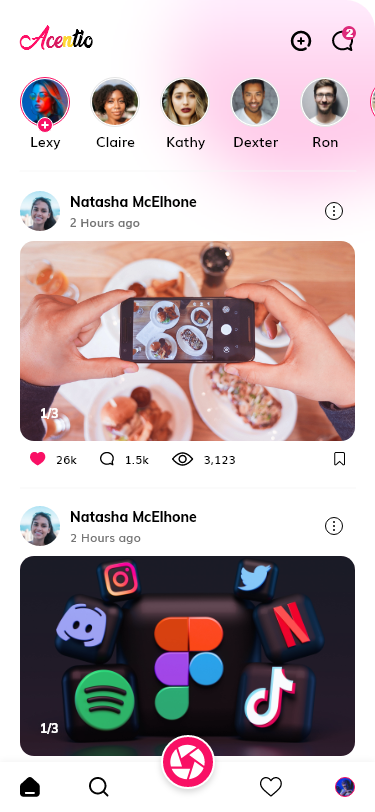 Acentio
2
Lexy Claire Kathy Dexter Ron
Natasha McElhone
2 Hours ago
1/3
26k 1.5k 3,123
Natasha McElhone
2 Hours ago
1/3